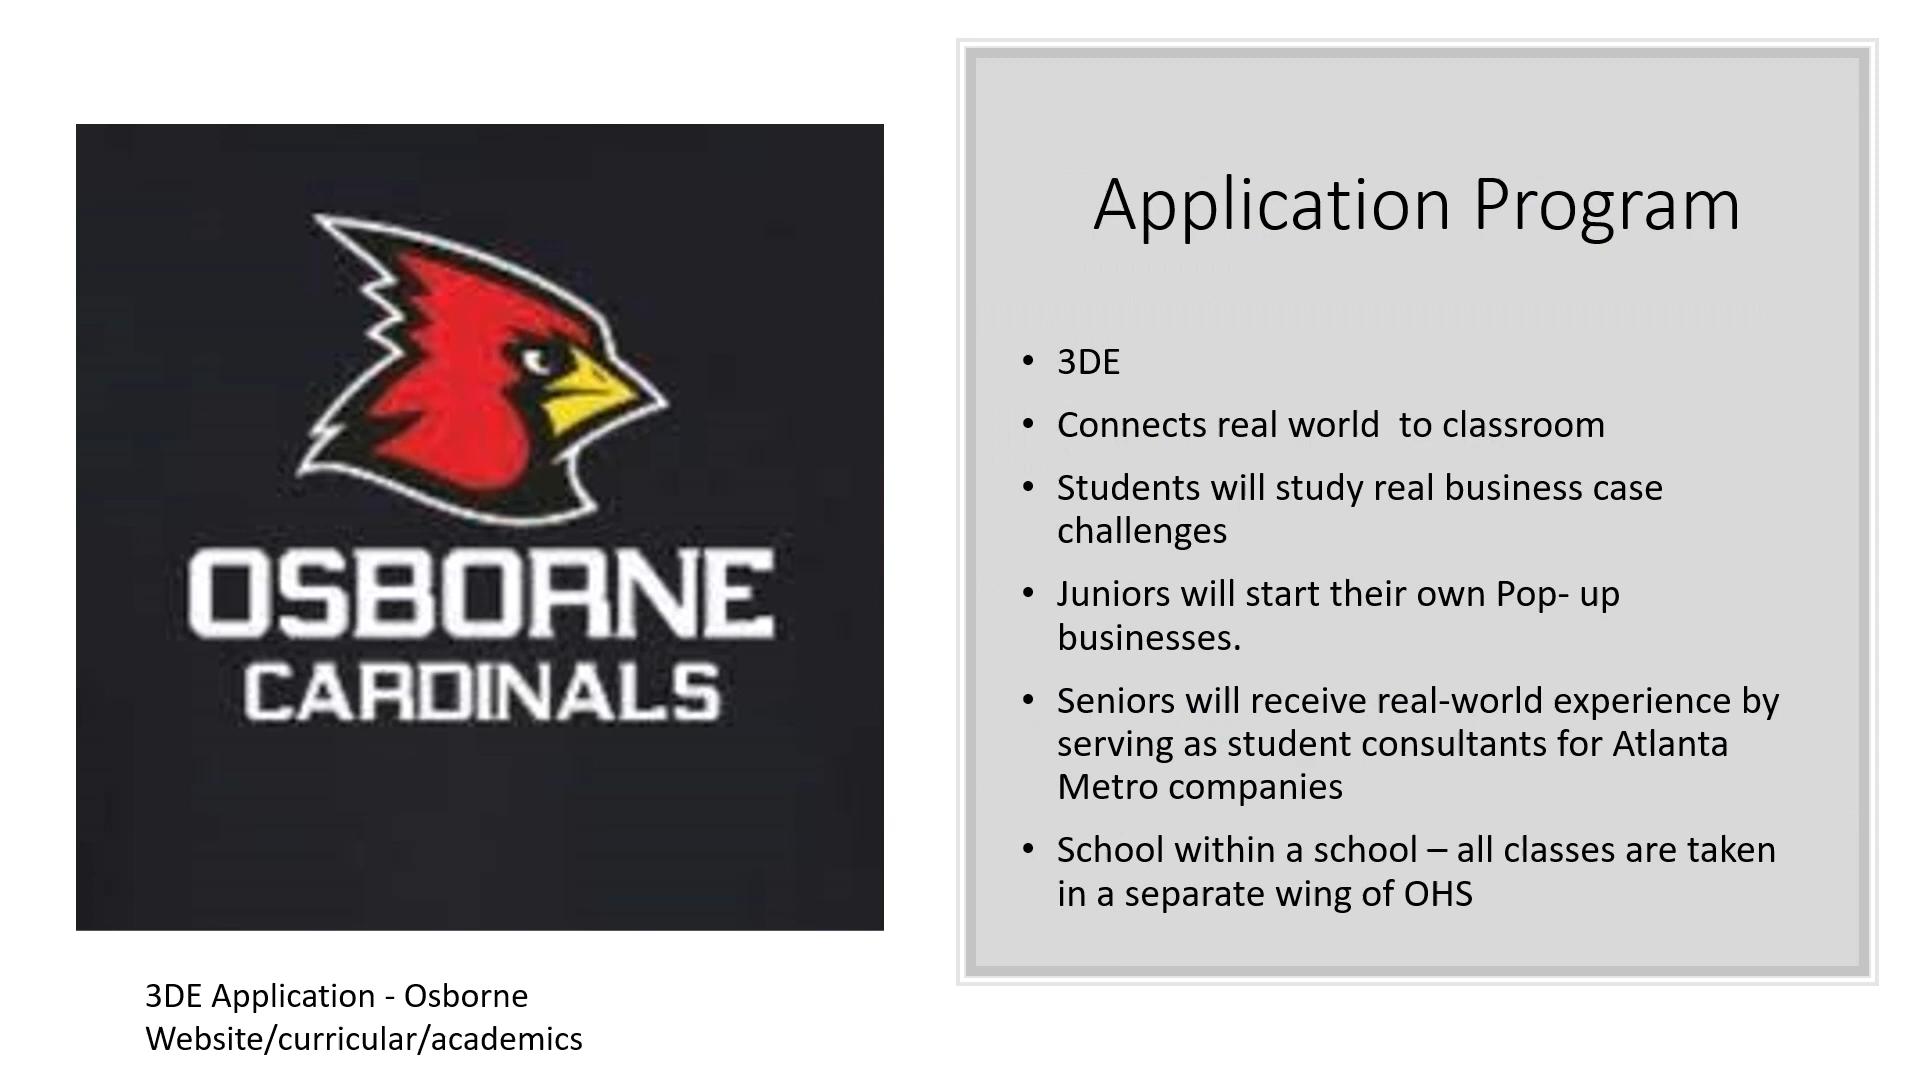 OSBORNE
CARDINALS
3DE Application - Osborne
Website/curricular/academics
Application Program
• 3DE
• Connects real world  to classroom
• Students will study real business case
challenges
• Juniors will start their own Pop- up
businesses.
• Seniors will receive real-world experience by
serving as student consultants for Atlanta
Metro companies
• School within a school – all classes are taken
in a separate wing of OHS